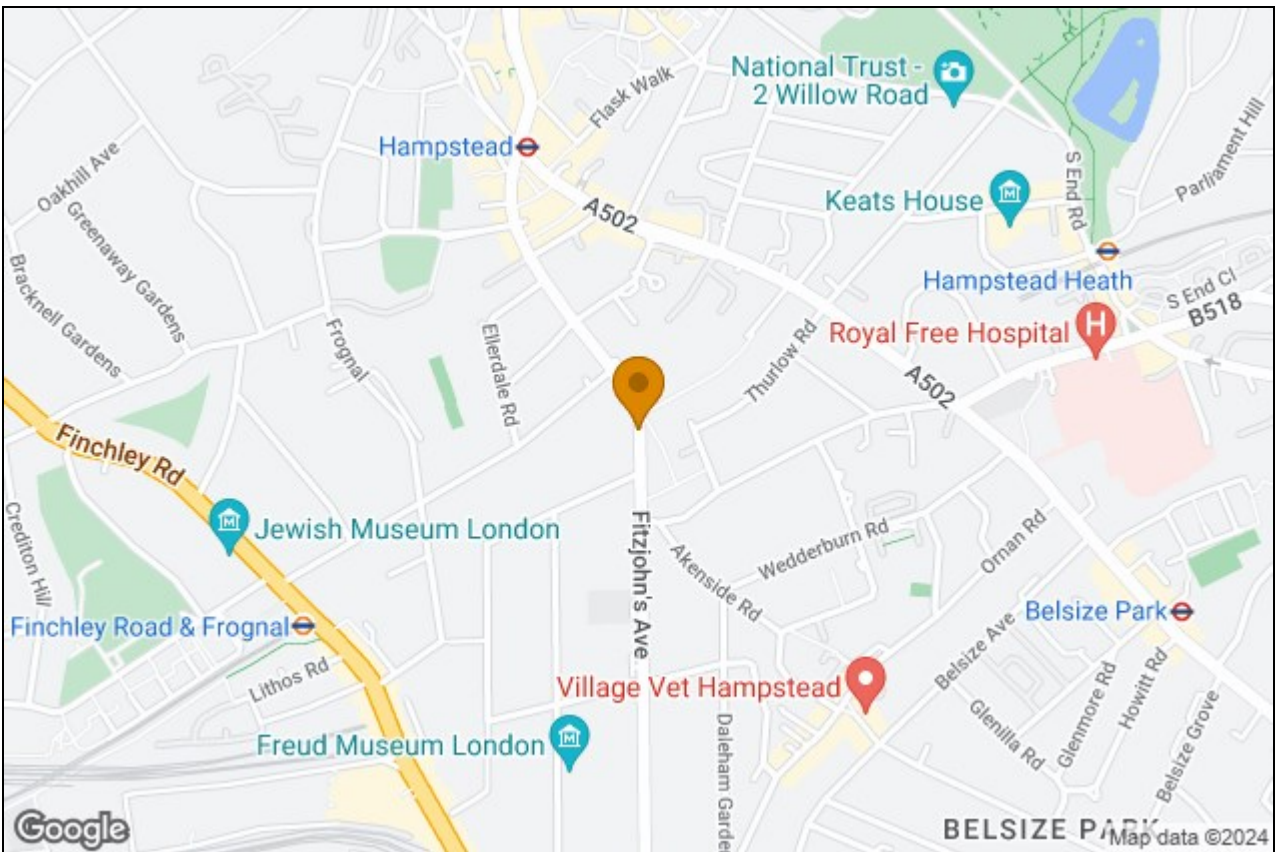 National Trust -
2 Willow Road
Flask Walk
Hampstead
Parliament Hill
S End Rd
Oakhill Ave
Keats House
A502
Greenaway Gardens
Hampstead Heath
Bracknell Gardens
S End Cl
B518
Royal Free Hospital
H
Frognal
Ellerdale Rd
Thurlow Rd
A502
Finchley Rd
Jewish Museum London
Crediton Hill
Fitzjohn's Ave
Akenside Rd
Wedderburn Rd
Ornan Rd
Belsize Park
Finchley Road & Frognal
Belsize Ave
Lithos Rd
Village Vet Hampstead
Glenmore Rd
Howitt Rd
Glenilla Rd
Belsize Grove
Freud Museum London
Daleham Garde
Google
BELSIZE PARK
Map data ©2024